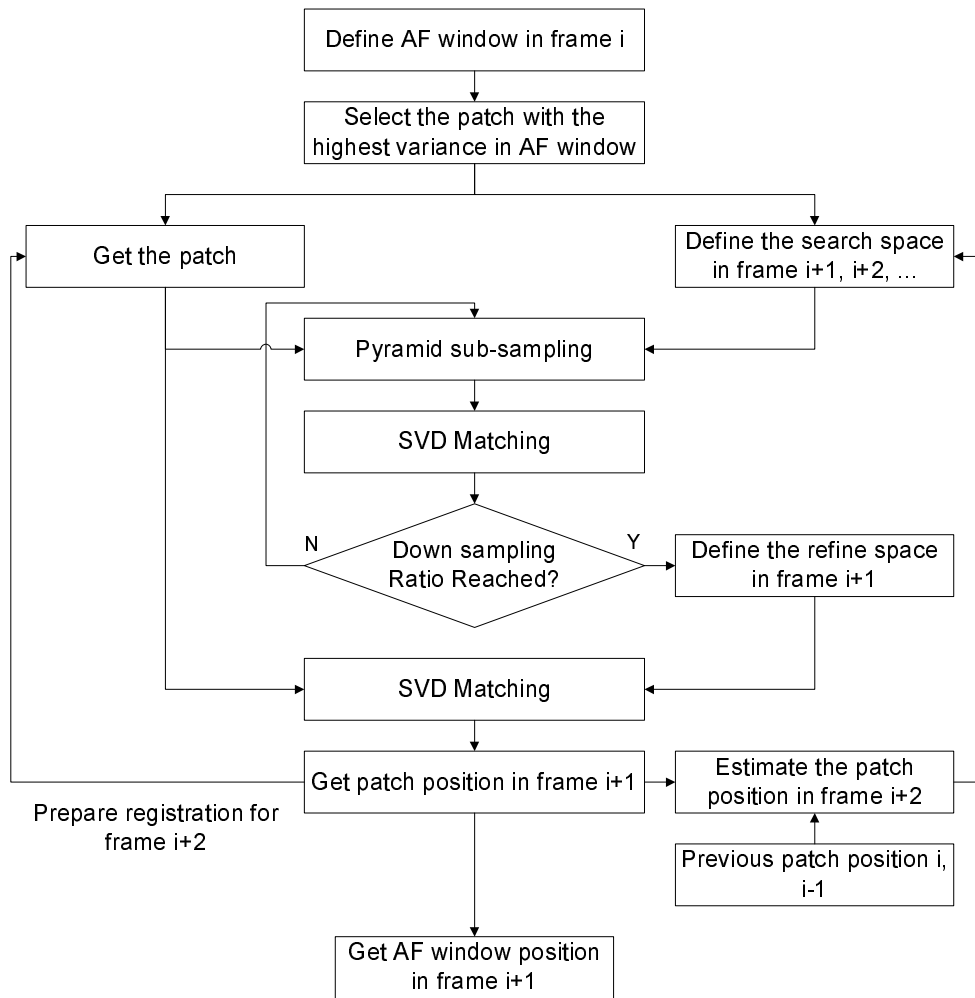 Define AF window in frame i
Select the patch with the
highest variance in AF window
Get the patch
Define the search space
in frame i+1, i+2, ...
Pyramid sub-sampling
SVD Matching
N
Down sampling
Ratio Reached?
Y
Define the refine space
in frame i+1
SVD Matching
Get patch position in frame i+1
Estimate the patch
position in frame i+2
Prepare registration for
frame i+2
Previous patch position i,
i-1
Get AF window position
in frame i+1